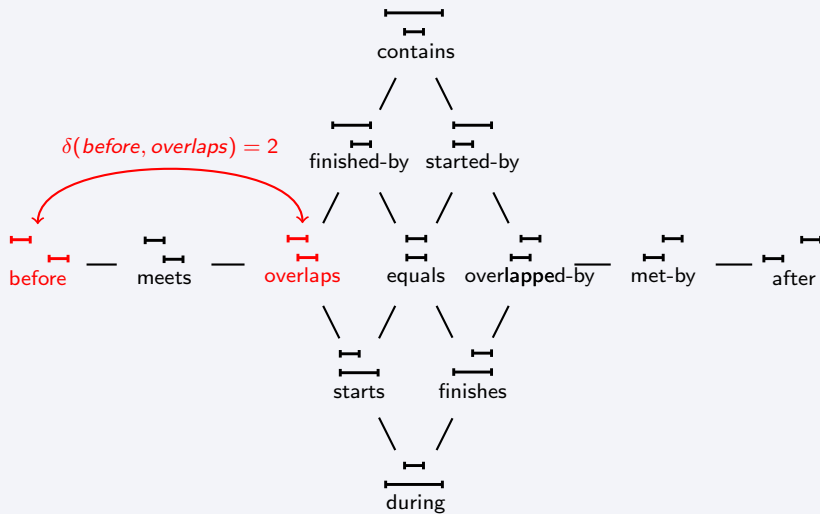 contains
δ(before, overlaps) = 2
finished-by
started-by
before
meets
overlaps
equals
overlapped-by
met-by
after
starts
finishes
during